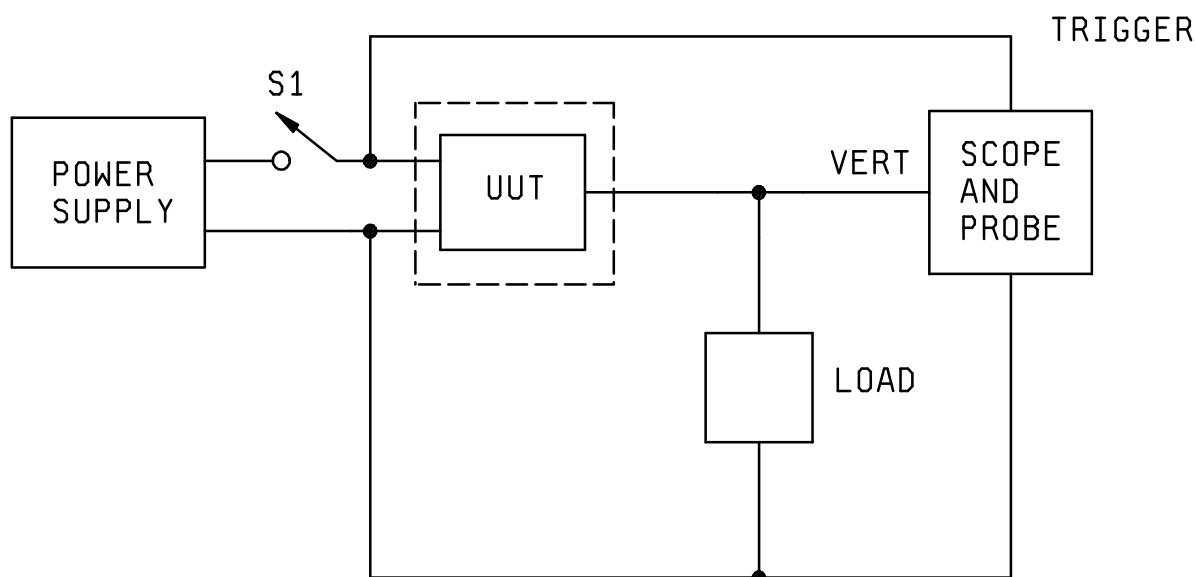 TRIGGER
S1
POWER
SUPPLY
UUT
VERT
SCOPE
AND
PROBE
LOAD